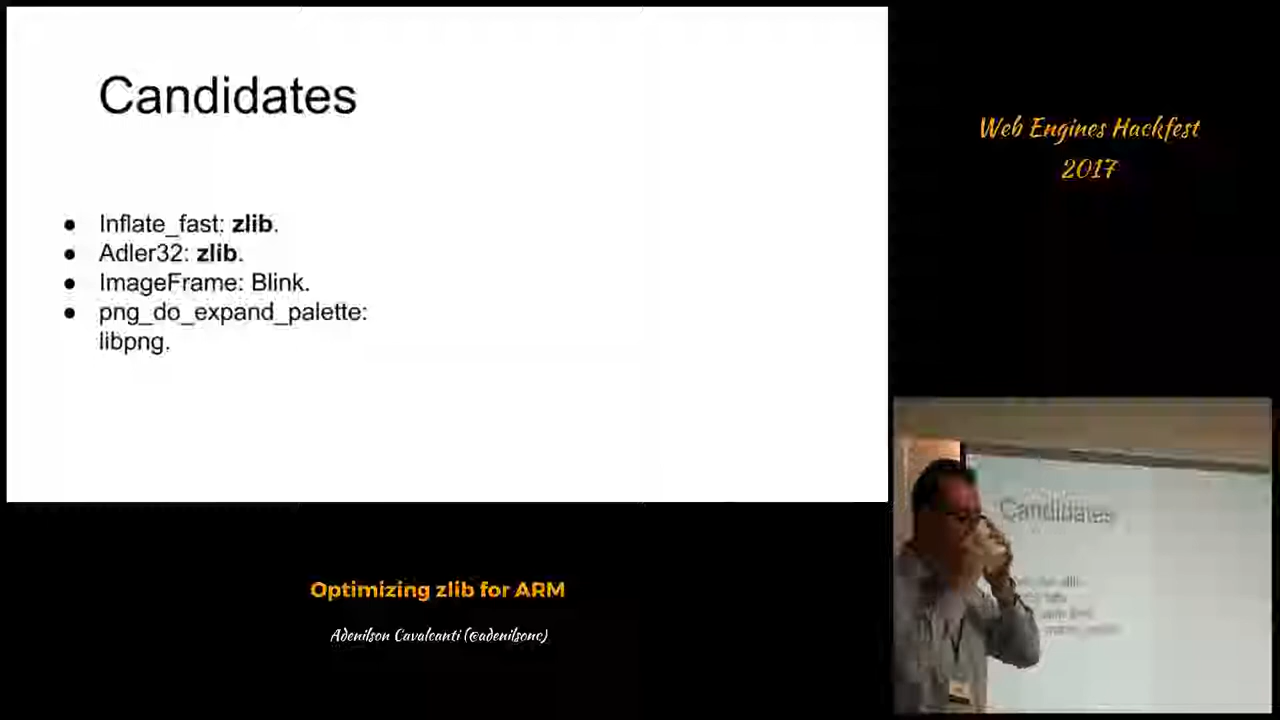 Candidates
● Inflate_fast: zlib.
● Adler32: zlib.
● ImageFrame: Blink.
● png_do_expand_palette:
libpng.
Web Engines Hackfest
2017
Candidates
Optimizing zlib for ARM
Adenilson Cavalcanti (@adenilsonc)